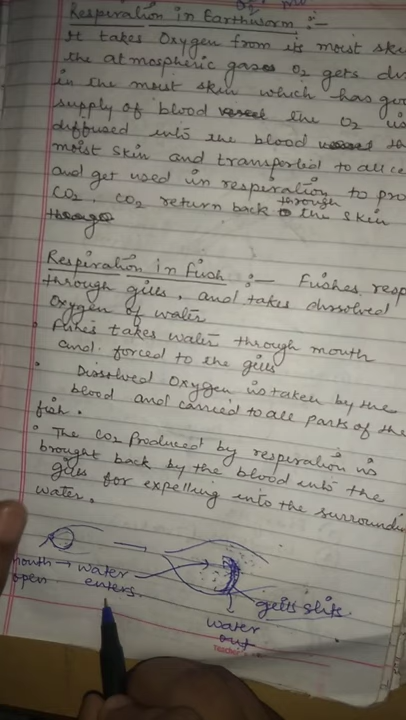 Respiration in Earthworm :-
It takes Oxygen from its moist
the atmospheric gases O2 gets
in the moist skin which has
supply of blood the O2 is
diffused into the blood
moist skin and transported to all
and get used in respiration to
CO2. CO2 return back through to the skin
Respiration in fish :- Fishes
through gills, and takes dissolved
Oxygen of water
• Fishes takes water through mouth
and forced to the gills
• Dissolved Oxygen is taken by the
blood and carried to all parts of the
fish.
• The CO2 Produced by respiration is
brought back by the blood into the
gills for expelling into the
water.
mouth → water
open enters.
gills slits.
water
out